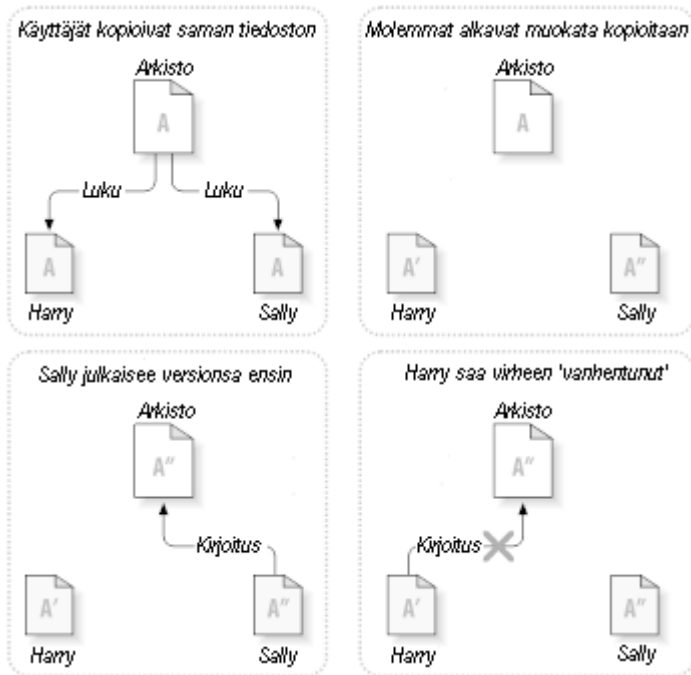 Käyttäjät kopioivat saman tiedoston
Arkisto
A
Luku
Luku
A
A
Harry
Sally
Molemmat alkavat muokata kopioitaan
Arkisto
A
A'
A"
Harry
Sally
Sally julkaisee versionsa ensin
Arkisto
A"
Kirjoitus
A'
A"
Harry
Sally
Harry saa virheen 'vanhentunut'
Arkisto
A"
Kirjoitus
A'
A"
Harry
Sally